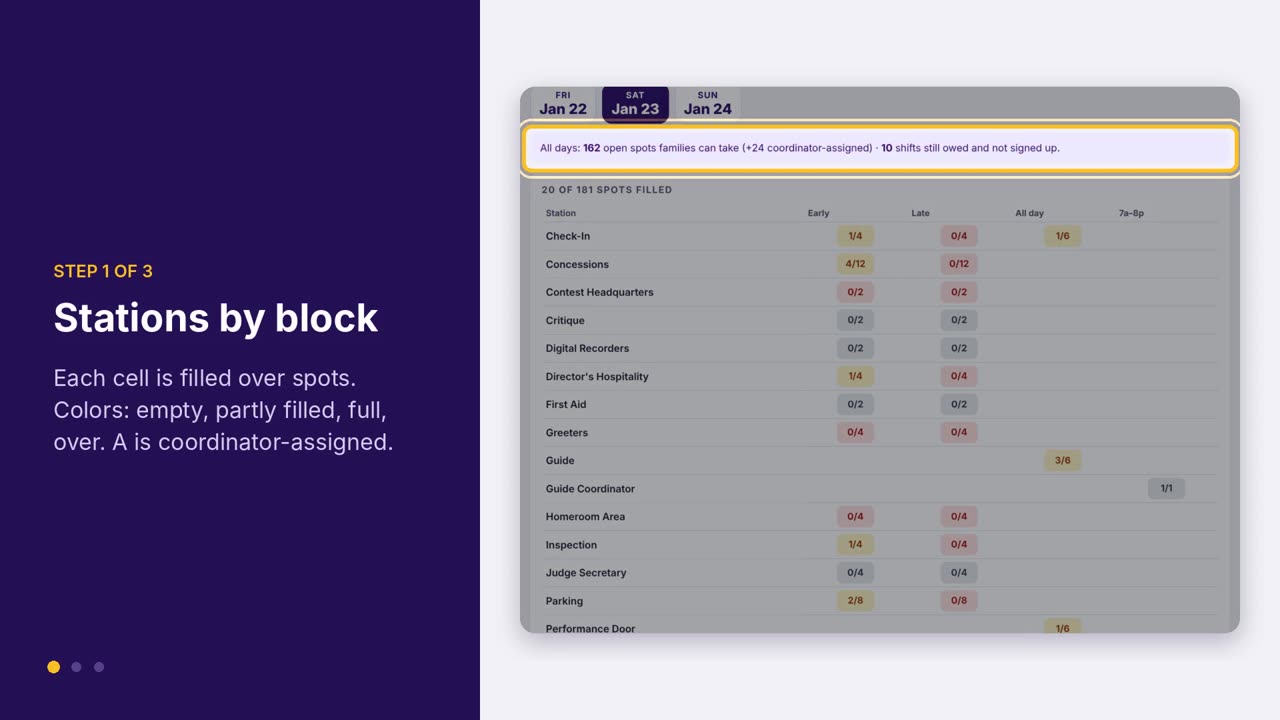 STEP 1 OF 3
Stations by block
Each cell is filled over spots.
Colors: empty, partly filled, full,
over. A is coordinator-assigned.
FRI SAT SUN
Jan 22 Jan 23 Jan 24
All days: 162 open spots families can take (+24 coordinator-assigned) · 10 shifts still owed and not signed up.
20 OF 181 SPOTS FILLED
Station Early Late All day 7a–8p
Check-In 1/4 0/4 1/6
Concessions 4/12 0/12
Contest Headquarters 0/2 0/2
Critique 0/2 0/2
Digital Recorders 0/2 0/2
Director's Hospitality 1/4 0/4
First Aid 0/2 0/2
Greeters 0/4 0/4
Guide 3/6
Guide Coordinator 1/1
Homeroom Area 0/4 0/4
Inspection 1/4 0/4
Judge Secretary 0/4 0/4
Parking 2/8 0/8
Performance Door 1/6